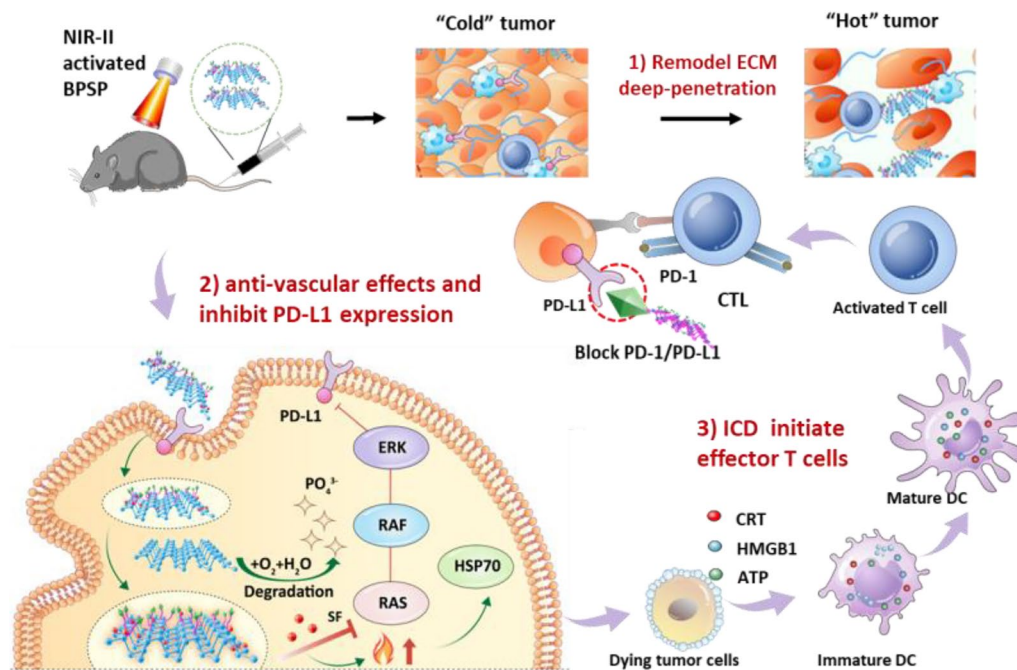 NIR-II
activated
BPSP
“Cold” tumor
1) Remodel ECM
deep-penetration
“Hot” tumor
2) anti-vascular effects and
inhibit PD-L1 expression
PD-L1
PD-1
CTL
Block PD-1/PD-L1
Activated T cell
3) ICD initiate
effector T cells
Mature DC
CRT
HMGB1
ATP
Immature DC
Dying tumor cells
PD-L1
ERK
PO₄³⁻
RAF
+O₂+H₂O
Degradation
HSP70
RAS
SF